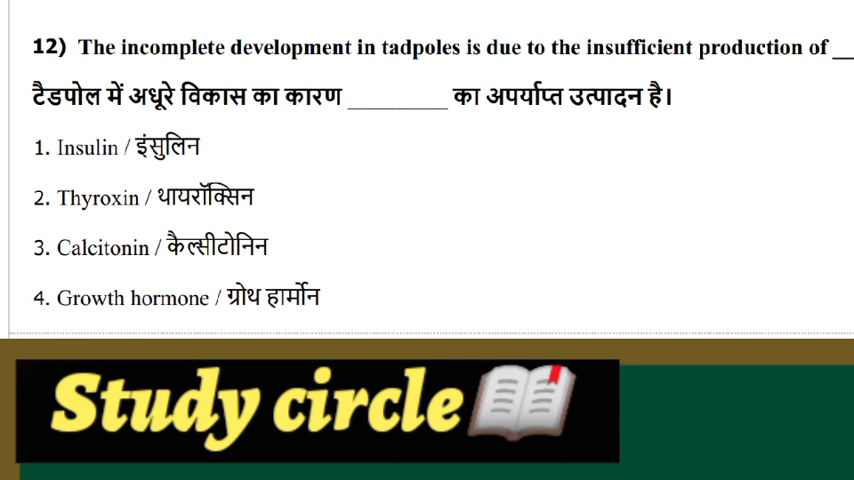 12) The incomplete development in tadpoles is due to the insufficient production of __
टैडपोल में अधूरे विकास का कारण ________ का अपर्याप्त उत्पादन है।
1. Insulin / इंसुलिन
2. Thyroxin / थायरॉक्सिन
3. Calcitonin / कैल्सीटोनिन
4. Growth hormone / ग्रोथ हार्मोन
Study circle